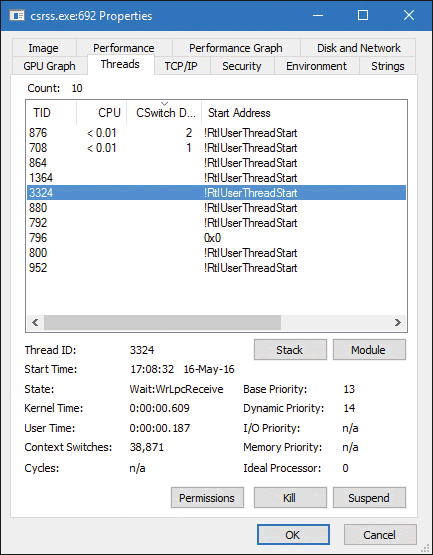 csrss.exe:692 Properties
Image Performance Performance Graph Disk and Network
GPU Graph Threads TCP/IP Security Environment Strings
Count: 10
TID CPU CSwitch D... Start Address
876 < 0.01 2 !RtlUserThreadStart
708 < 0.01 1 !RtlUserThreadStart
864 !RtlUserThreadStart
1364 !RtlUserThreadStart
3324 !RtlUserThreadStart
880 !RtlUserThreadStart
792 !RtlUserThreadStart
796 0x0
800 !RtlUserThreadStart
952 !RtlUserThreadStart
Thread ID: 3324 Stack Module
Start Time: 17:08:32 16-May-16
State: Wait:WrLpcReceive Base Priority: 13
Kernel Time: 0:00:00.609 Dynamic Priority: 14
User Time: 0:00:00.187 I/O Priority: n/a
Context Switches: 38,871 Memory Priority: n/a
Cycles: n/a Ideal Processor: 0
Permissions Kill Suspend
OK Cancel